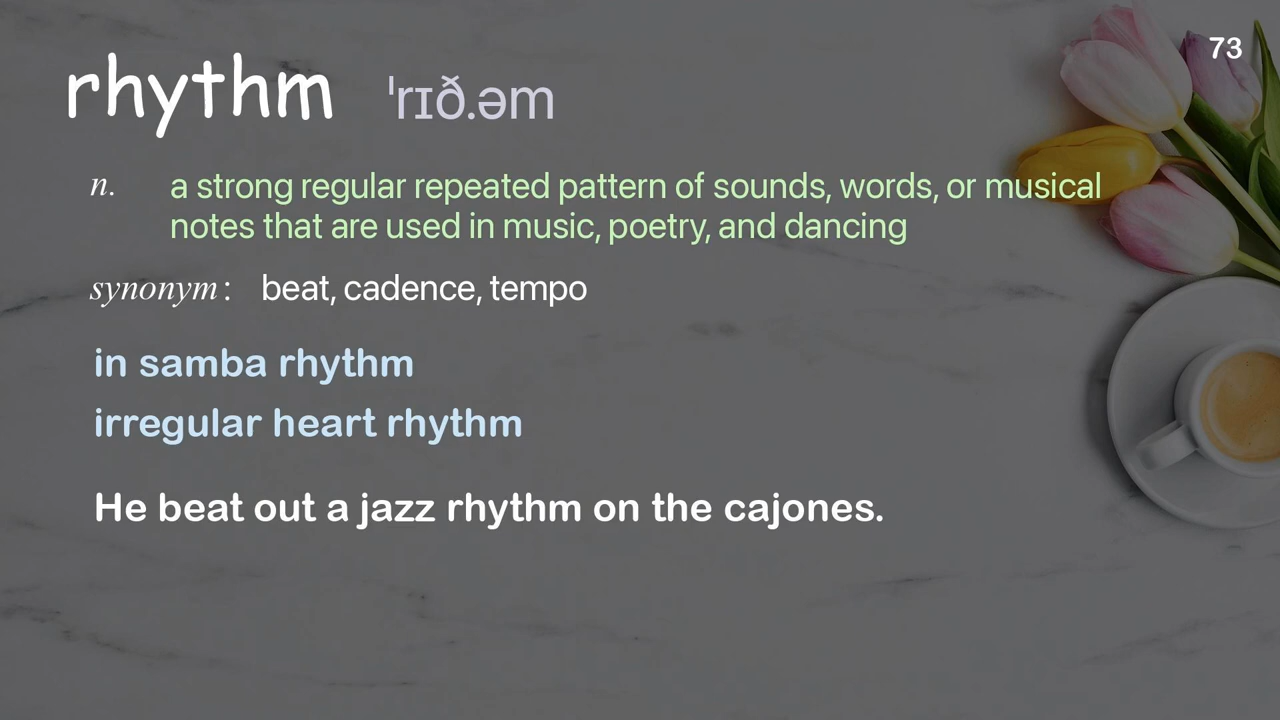 73
rhythm ˈrɪð.əm
n. a strong regular repeated pattern of sounds, words, or musical
notes that are used in music, poetry, and dancing
synonym: beat, cadence, tempo
in samba rhythm
irregular heart rhythm
He beat out a jazz rhythm on the cajones.